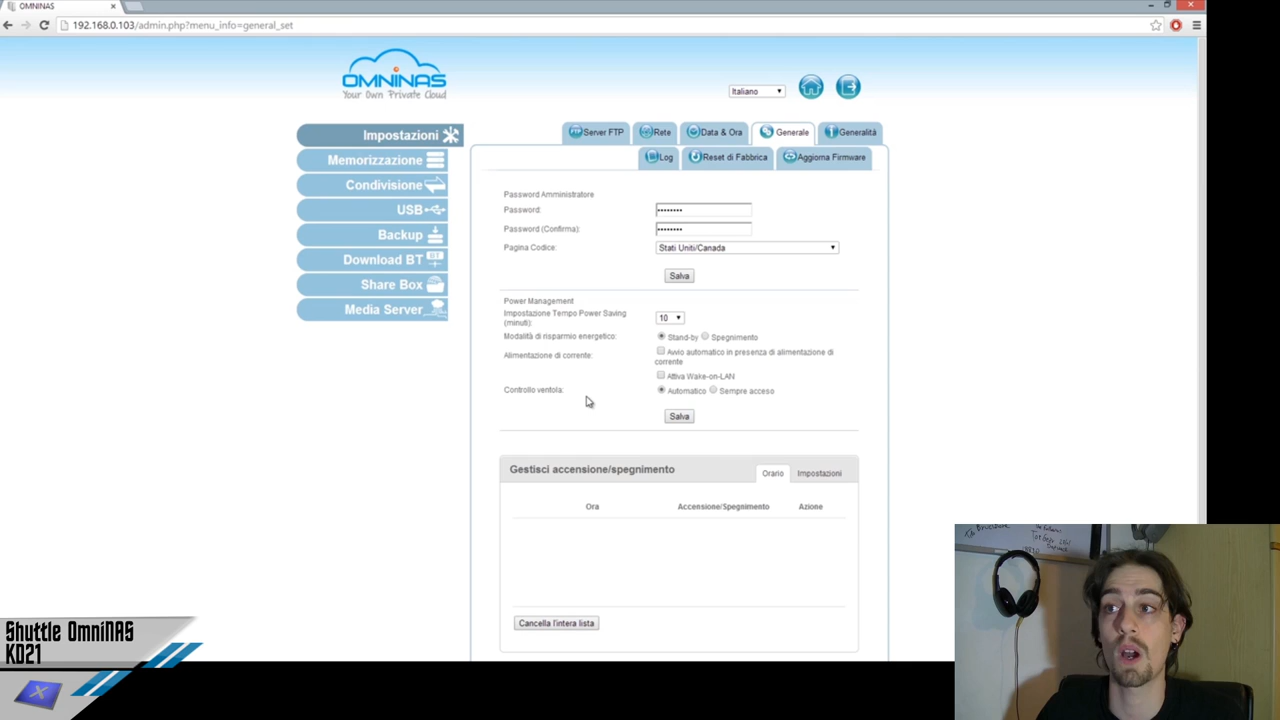 OMNINAS
192.168.0.103/admin.php?menu_info=general_set
OMNINAS
Your Own Private Cloud
Italiano
Impostazioni
Memorizzazione
Condivisione
USB
Backup
Download BT
BT
Share Box
Media Server
FTP Server FTP
Rete
Data & Ora
Generale
Generalità
Log
Reset di Fabbrica
Aggiorna Firmware
Password Amministratore
Password: ••••••••
Password (Confirma): ••••••••
Pagina Codice: Stati Uniti/Canada
Salva
Power Management
Impostazione Tempo Power Saving
(minuti): 10
Modalità di risparmio energetico: Stand-by Spegnimento
Alimentazione di corrente: Avvio automatico in presenza di alimentazione di
corrente
Attiva Wake-on-LAN
Controllo ventola: Automatico Sempre acceso
Salva
Gestisci accensione/spegnimento
Orario Impostazioni
Ora Accensione/Spegnimento Azione
Cancella l'intera lista
Shuttle OmniNAS
KD21